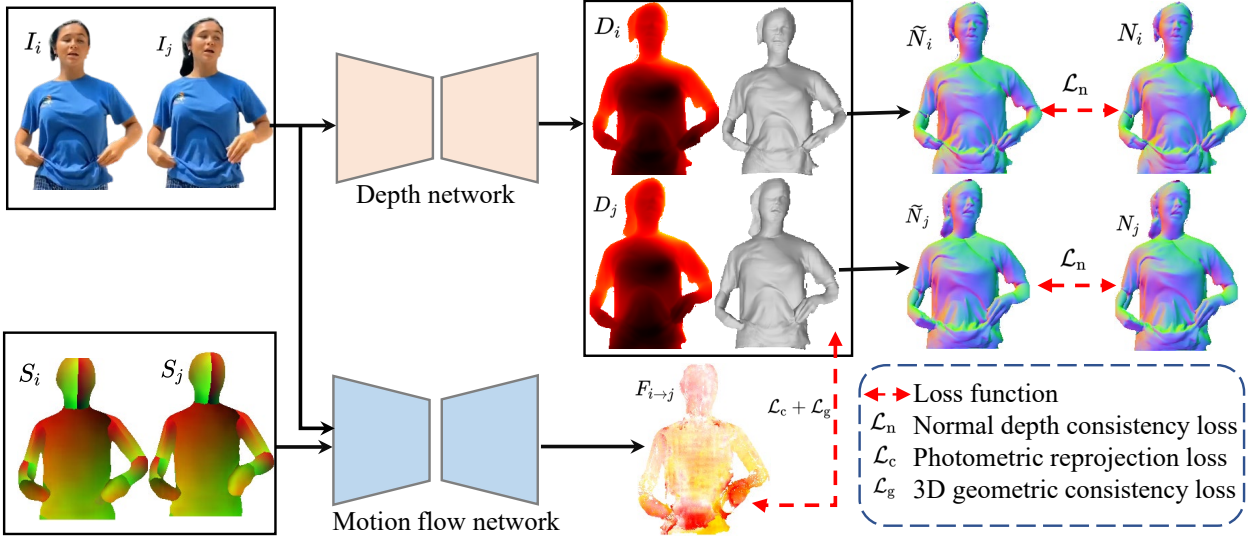 I_i
I_j
Depth network
D_i
D_j
Ñ_i
ℒ_n
N_i
Ñ_j
ℒ_n
N_j
S_i
S_j
Motion flow network
F_{i→j}
ℒ_c + ℒ_g
Loss function
ℒ_n Normal depth consistency loss
ℒ_c Photometric reprojection loss
ℒ_g 3D geometric consistency loss